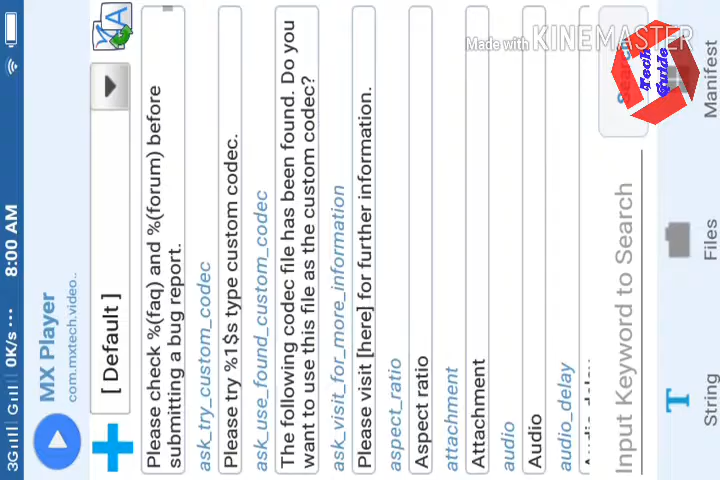 3G G 0K/s ... 8:00 AM
MX Player
com.mxtech.video..
[ Default ]
Please check %(faq) and %(forum) before
submitting a bug report.
ask_try_custom_codec
Please try %1$s type custom codec.
ask_use_found_custom_codec
The following codec file has been found. Do you
want to use this file as the custom codec?
ask_visit_for_more_information
Please visit [here] for further information.
aspect_ratio
Aspect ratio
attachment
Attachment
audio
Audio
audio_delay
Input Keyword to Search
String
Files
Manifest
Made with KINEMASTER
Tech
Guide